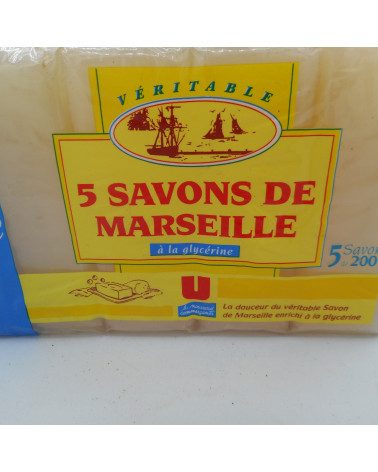 VÉRITABLE
5 SAVONS DE
MARSEILLE
à la glycérine
5 Savon
200
U
La douceur du véritable Savon
de Marseille enrichi à la glycérine